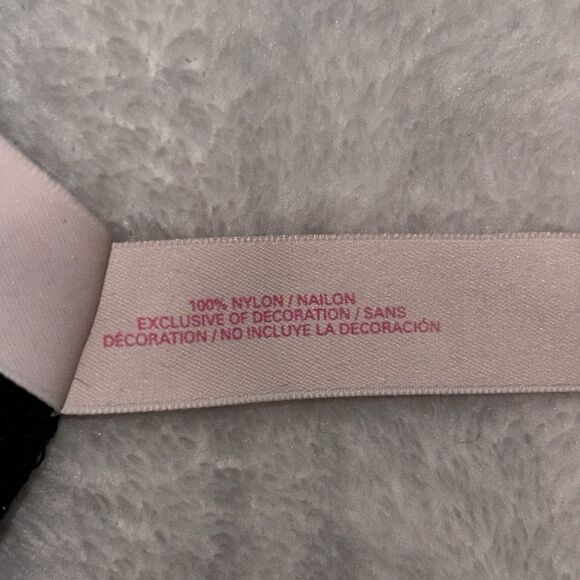 100% NYLON / NAILON
EXCLUSIVE OF DECORATION / SANS
DÉCORATION / NO INCLUYE LA DECORACIÓN